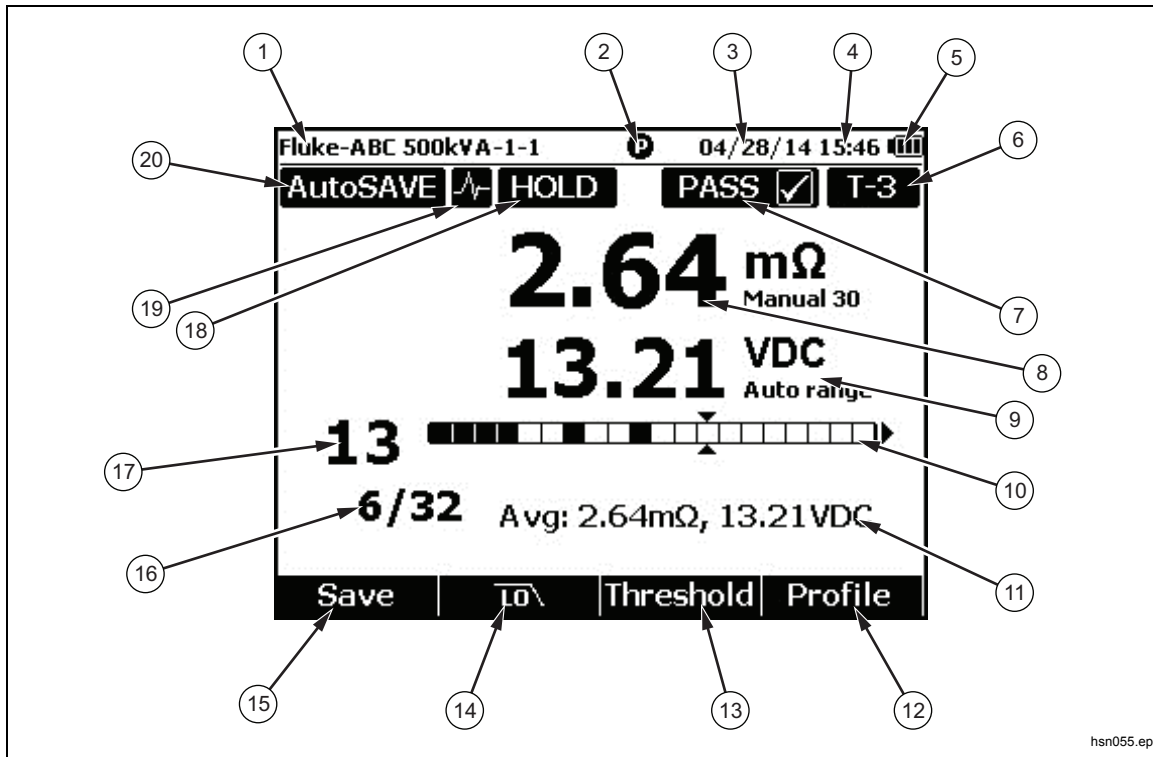 1 2 3 4 5
Fluke-ABC 500kVA-1-1 P 04/28/14 15:46
6
20
AutoSAVE HOLD PASS T-3
2.64 mΩ
Manual 30
19
18
7
13.21 VDC
Auto range
8
9
13
17
10
6/32 Avg: 2.64mΩ, 13.21VDC
16
11
Save LO Threshold Profile
15 14 13 12
hsn055.ep